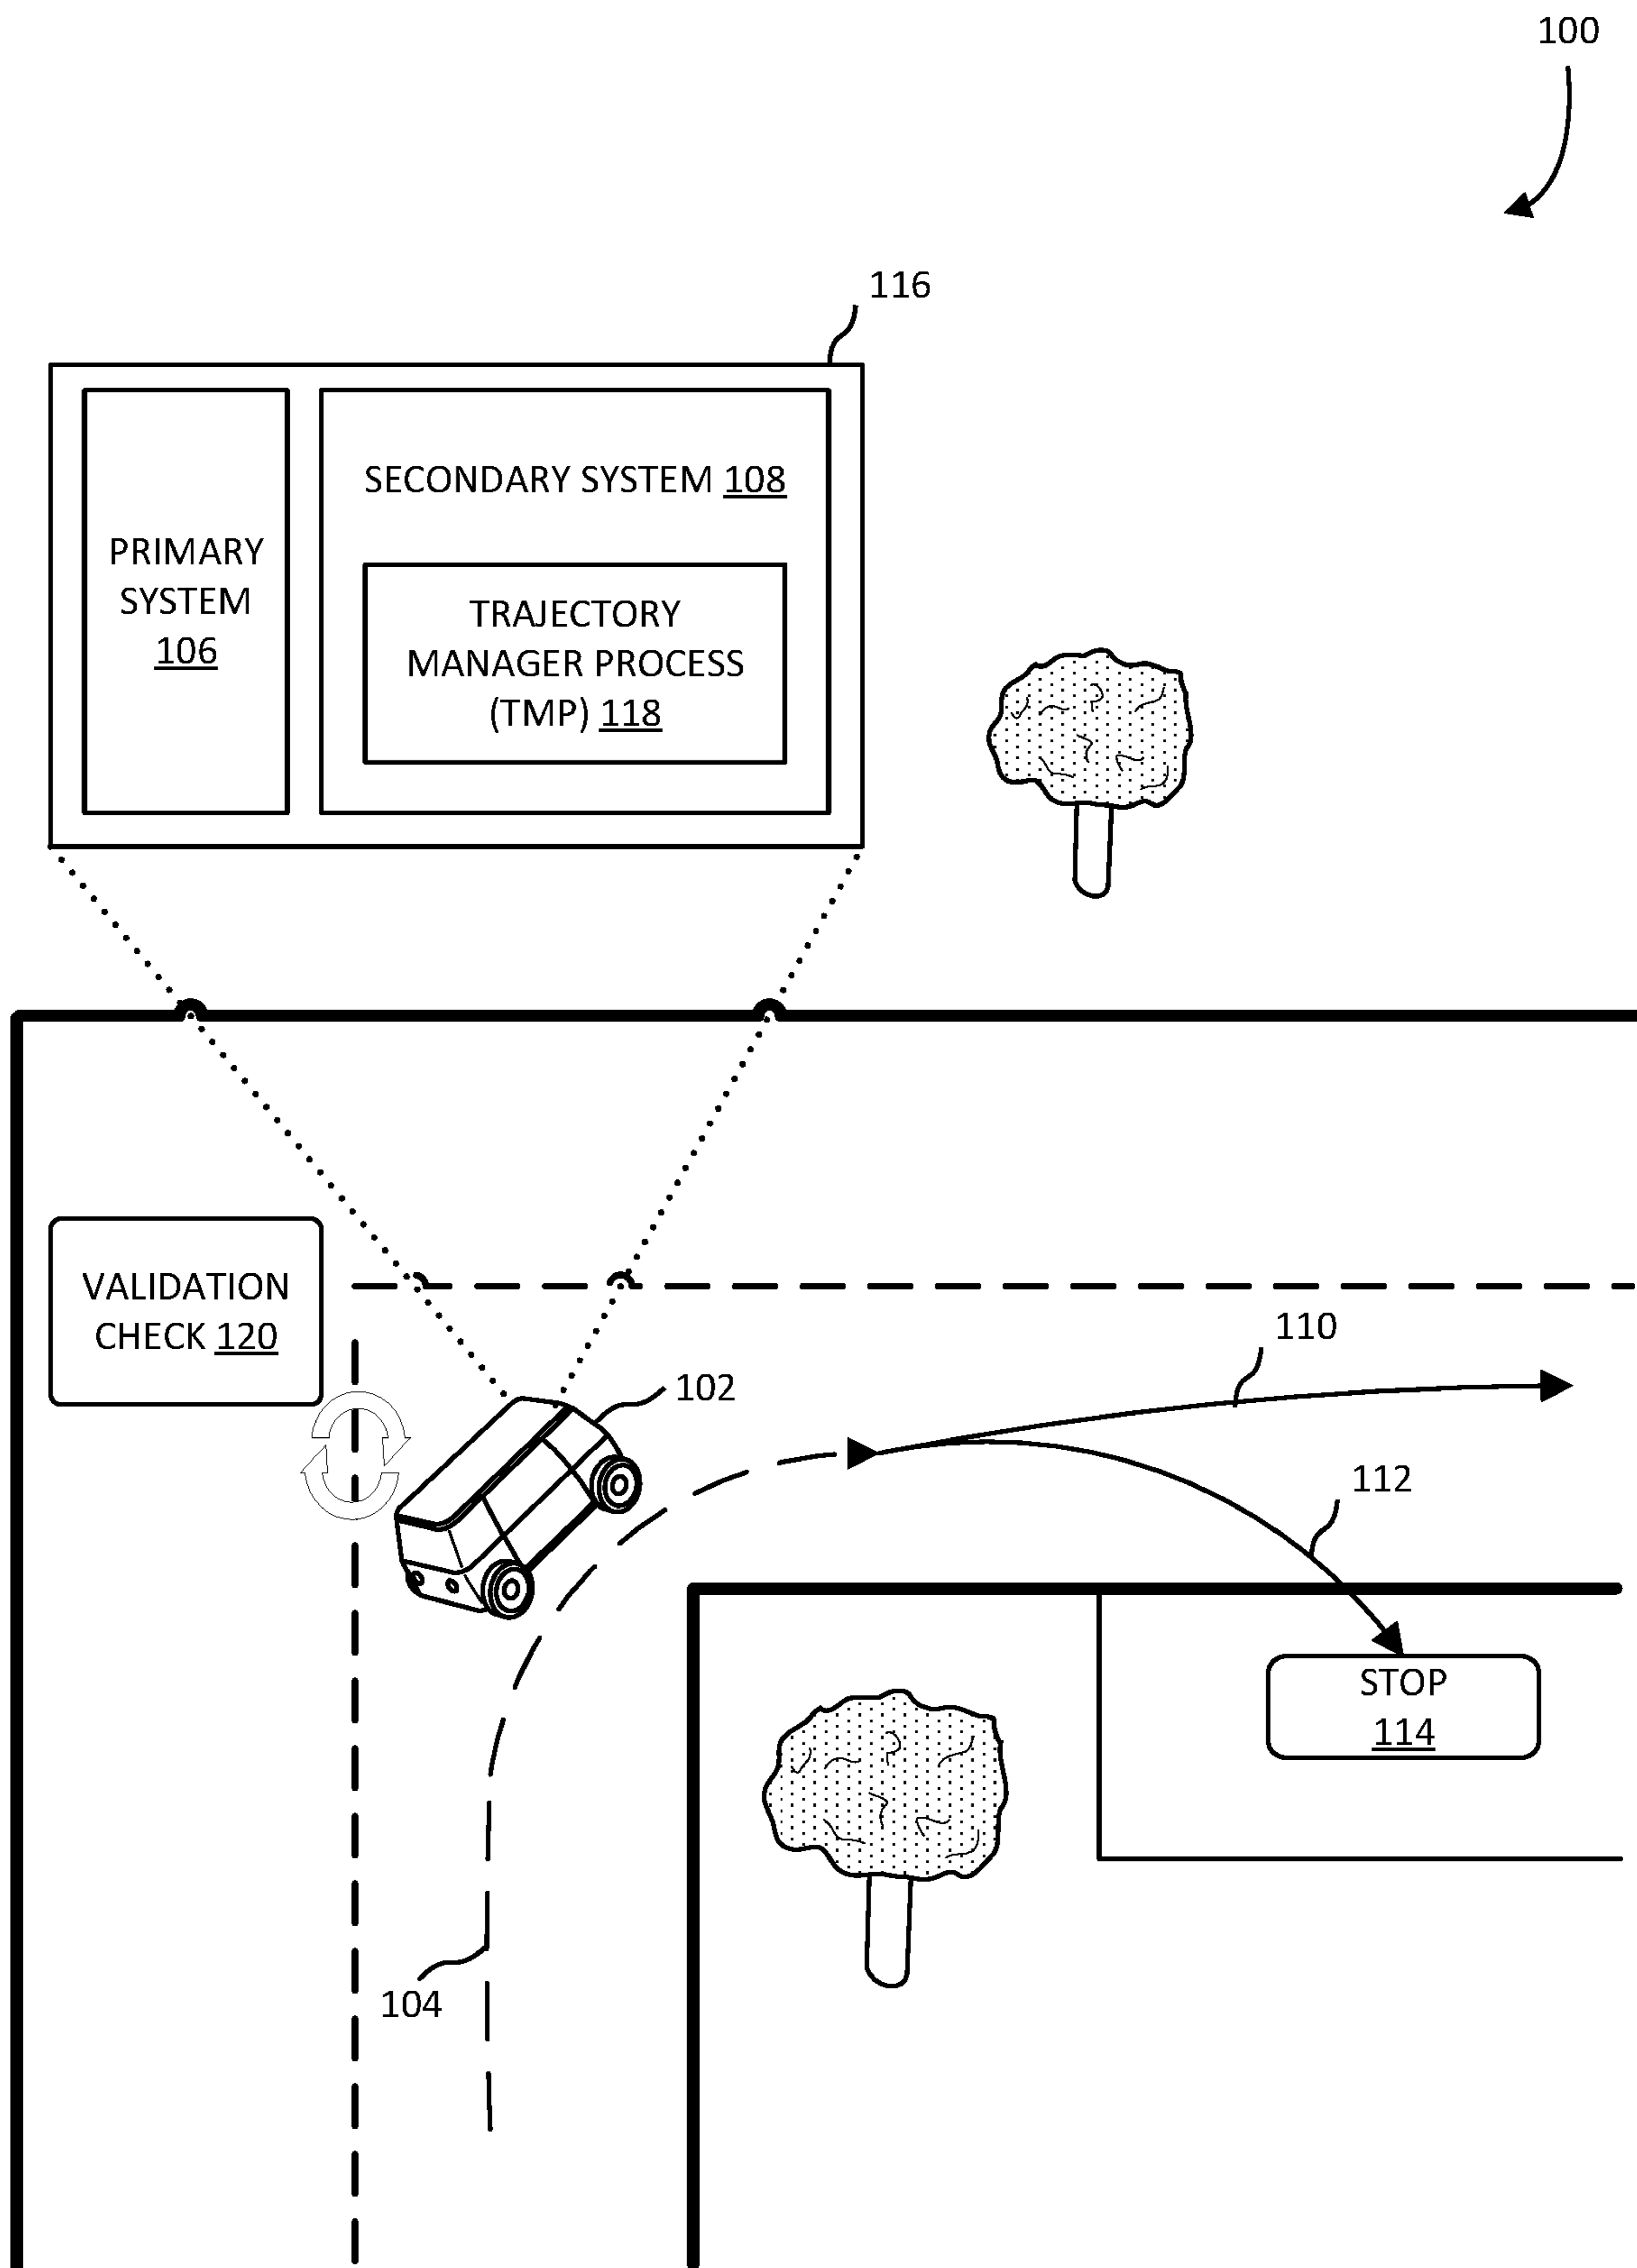 100
116
PRIMARY
SYSTEM
106
SECONDARY SYSTEM 108
TRAJECTORY
MANAGER PROCESS
(TMP) 118
VALIDATION
CHECK 120
102
110
112
STOP
114
104